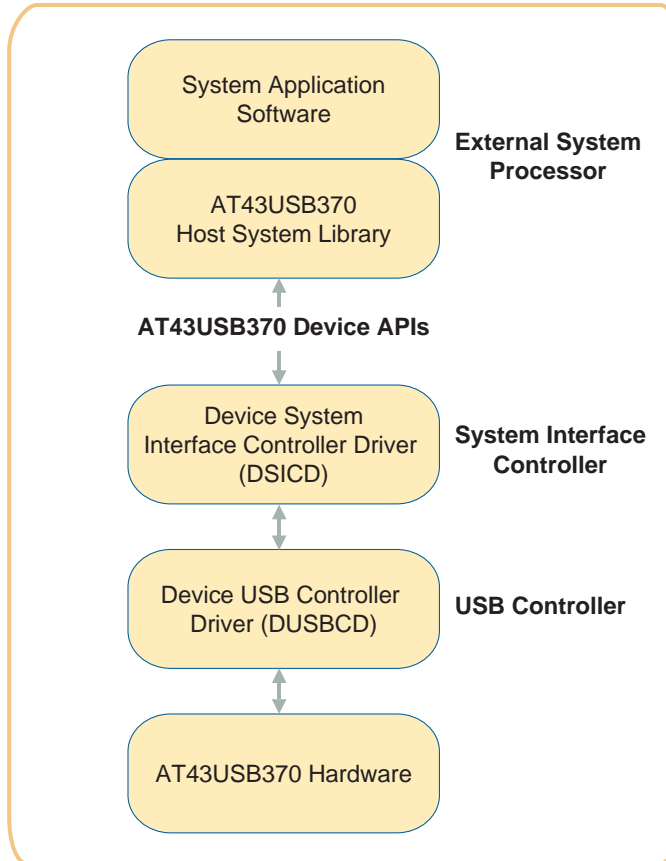 System Application
Software
External System
Processor
AT43USB370
Host System Library
AT43USB370 Device APIs
Device System
Interface Controller Driver
(DSICD)
System Interface
Controller
Device USB Controller
Driver (DUSBCD)
USB Controller
AT43USB370 Hardware